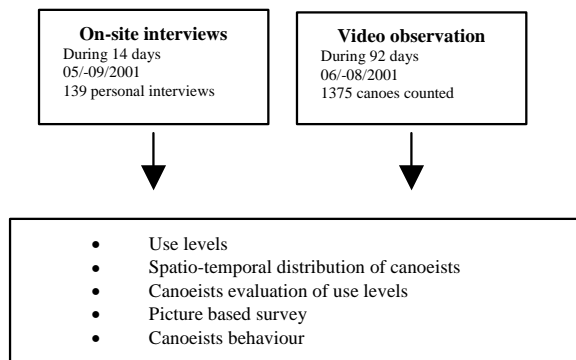 On-site interviews
During 14 days
05/-09/2001
139 personal interviews
Video observation
During 92 days
06/-08/2001
1375 canoes counted
• Use levels
• Spatio-temporal distribution of canoeists
• Canoeists evaluation of use levels
• Picture based survey
• Canoeists behaviour